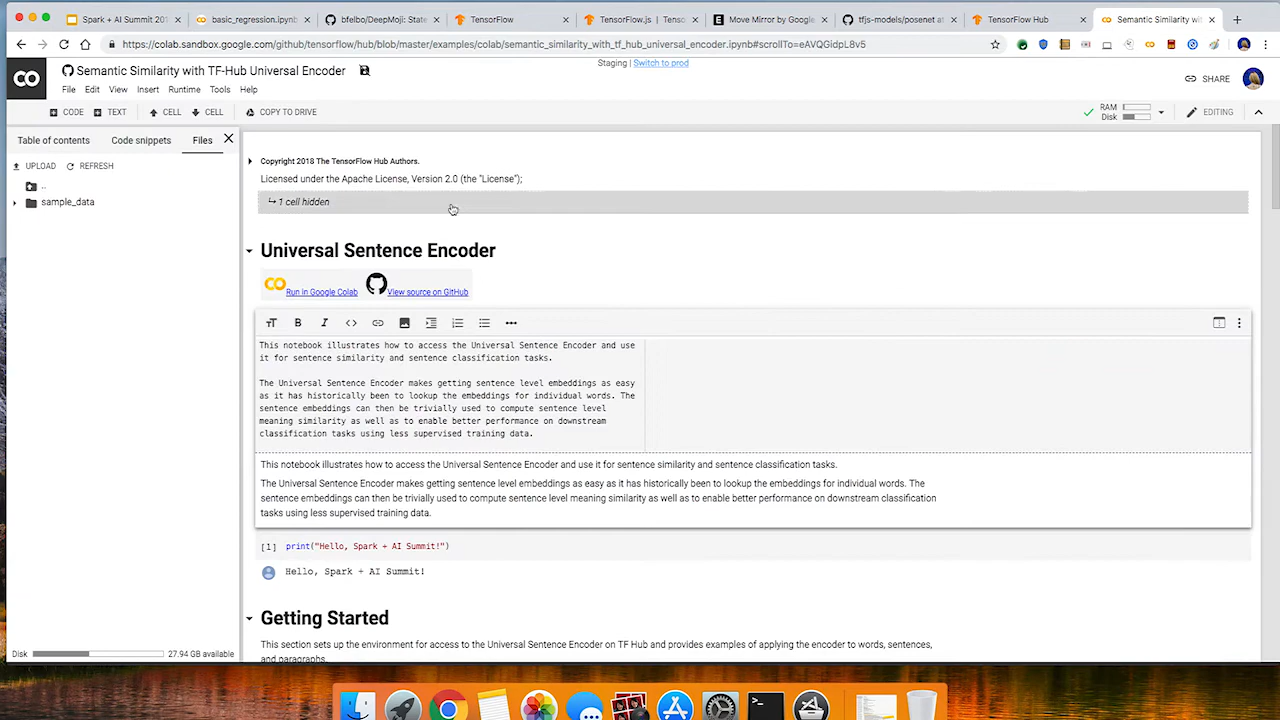 Spark + AI Summit 201
basic_regression.ipynb
bfelbo/DeepMoji: State
TensorFlow
TensorFlow.js | Tenso
Move Mirror by Google
tfjs-models/posenet at
TensorFlow Hub
Semantic Similarity wit
https://colab.sandbox.google.com/github/tensorflow/hub/blob/master/examples/colab/semantic_similarity_with_tf_hub_universal_encoder.ipynb#scrollTo=eAVQGidpL8v5
Staging | Switch to prod
CO
Semantic Similarity with TF-Hub Universal Encoder
SHARE
File Edit View Insert Runtime Tools Help
CODE TEXT CELL CELL COPY TO DRIVE
RAM
Disk
EDITING
Table of contents Code snippets Files
UPLOAD REFRESH
..
sample_data
Copyright 2018 The TensorFlow Hub Authors.
Licensed under the Apache License, Version 2.0 (the "License");
↳ 1 cell hidden
Universal Sentence Encoder
Run in Google Colab View source on GitHub
This notebook illustrates how to access the Universal Sentence Encoder and use
it for sentence similarity and sentence classification tasks.
The Universal Sentence Encoder makes getting sentence level embeddings as easy
as it has historically been to lookup the embeddings for individual words. The
sentence embeddings can then be trivially used to compute sentence level
meaning similarity as well as to enable better performance on downstream
classification tasks using less supervised training data.
This notebook illustrates how to access the Universal Sentence Encoder and use it for sentence similarity and sentence classification tasks.
The Universal Sentence Encoder makes getting sentence level embeddings as easy as it has historically been to lookup the embeddings for individual words. The
sentence embeddings can then be trivially used to compute sentence level meaning similarity as well as to enable better performance on downstream classification
tasks using less supervised training data.
[1] print("Hello, Spark + AI Summit!")
Hello, Spark + AI Summit!
Getting Started
This section sets up the environment for access to the Universal Sentence Encoder on TF Hub and provides examples of applying the encoder to words, sentences,
and paragraphs.
Disk 27.94 GB available